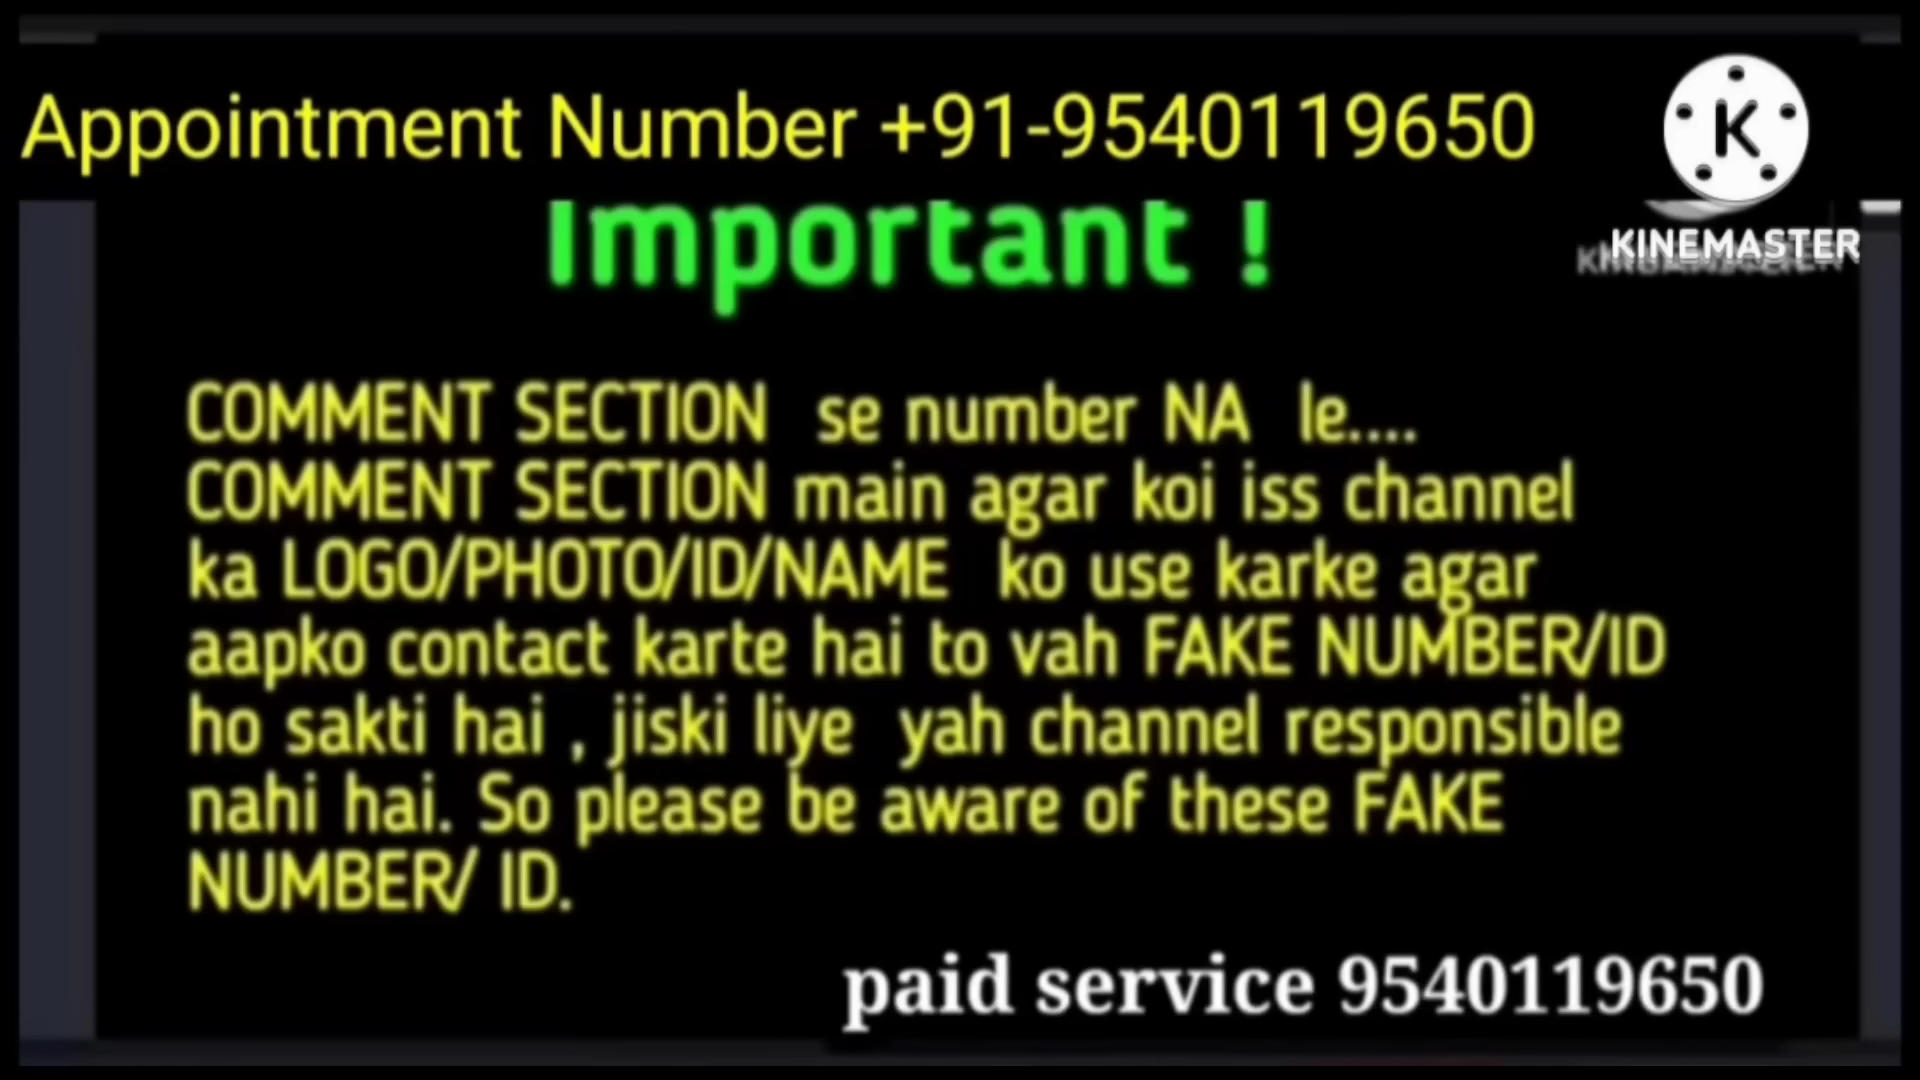 Appointment Number +91-9540119650
K
KINEMASTER
Important !
COMMENT SECTION se number NA le....
COMMENT SECTION main agar koi iss channel
ka LOGO/PHOTO/ID/NAME ko use karke agar
aapko contact karte hai to vah FAKE NUMBER/ID
ho sakti hai , jiski liye yah channel responsible
nahi hai. So please be aware of these FAKE
NUMBER/ ID.
paid service 9540119650